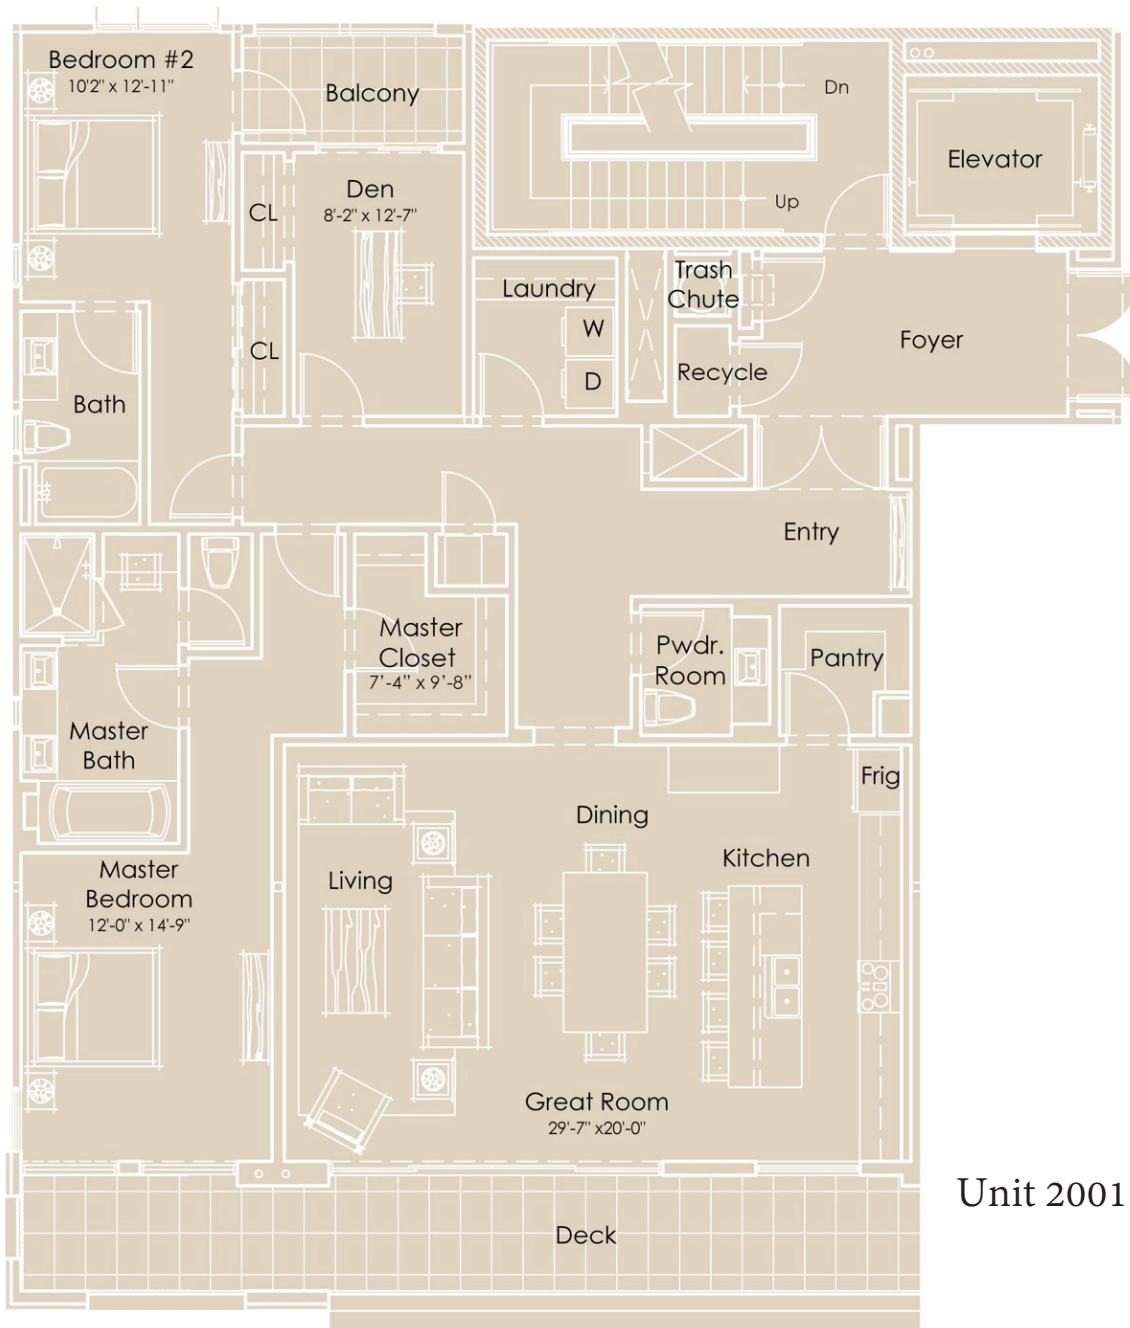 Bedroom #2
10'2" x 12'-11"
Balcony
Dn
Elevator
Den
8'-2" x 12'-7"
CL
Up
Trash
Chute
Laundry
W
Foyer
CL
D
Recycle
Bath
Entry
Master
Closet
7'-4" x 9'-8"
Pwdr.
Room
Pantry
Master
Bath
Frig
Dining
Kitchen
Master
Bedroom
12'-0" x 14'-9"
Living
Great Room
29'-7" x20'-0"
Unit 2001
Deck